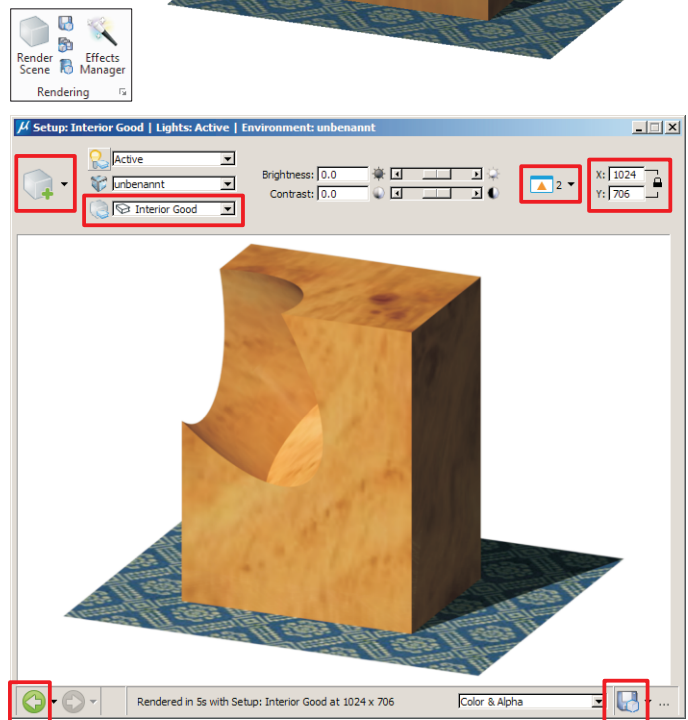 Render Scene
Effects Manager
Rendering
μ Setup: Interior Good | Lights: Active | Environment: unbenannt
Active
unbenannt
Interior Good
Brightness: 0.0
Contrast: 0.0
2
X: 1024
Y: 706
Rendered in 5s with Setup: Interior Good at 1024 x 706
Color & Alpha
...